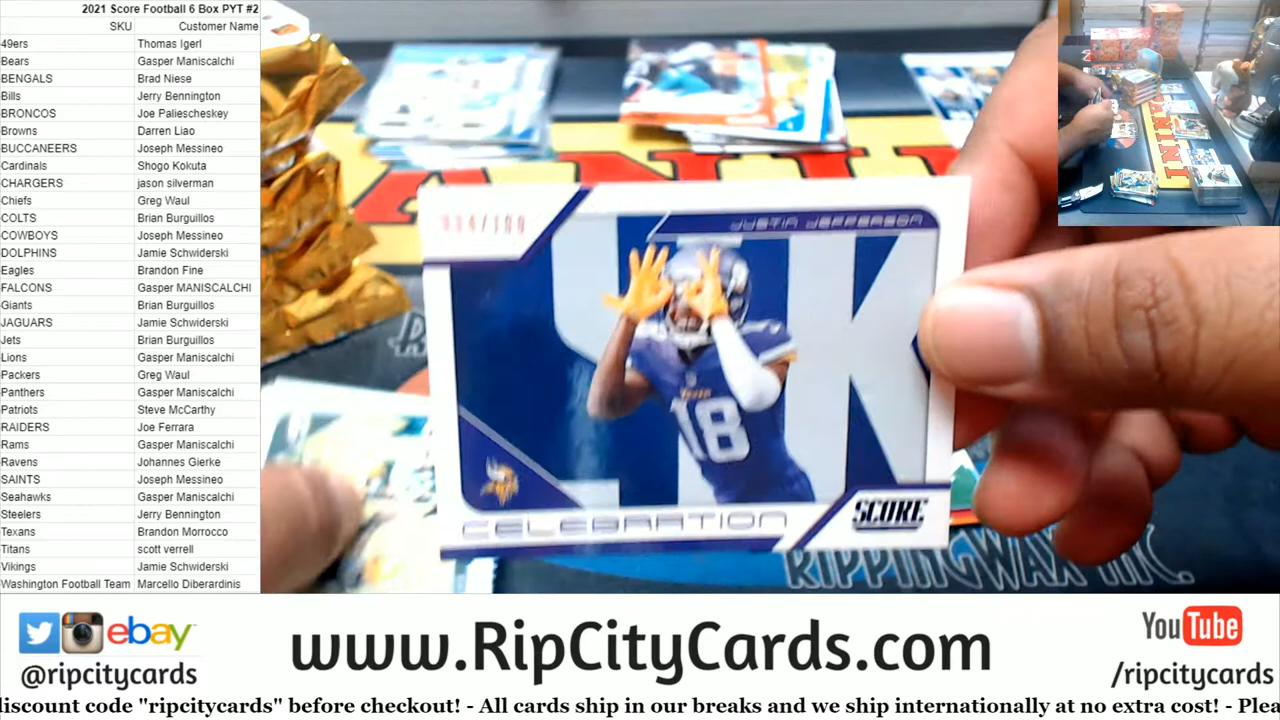 2021 Score Football 6 Box PYT #2
SKU Customer Name
49ers Thomas Igerl
Bears Gasper Maniscalchi
BENGALS Brad Niese
Bills Jerry Bennington
BRONCOS Joe Paliescheskey
Browns Darren Liao
BUCCANEERS Joseph Messineo
Cardinals Shogo Kokuta
CHARGERS jason silverman
Chiefs Greg Waul
COLTS Brian Burguillos
COWBOYS Joseph Messineo
DOLPHINS Jamie Schwiderski
Eagles Brandon Fine
FALCONS Gasper MANISCALCHI
Giants Brian Burguillos
JAGUARS Jamie Schwiderski
Jets Brian Burguillos
Lions Gasper Maniscalchi
Packers Greg Waul
Panthers Gasper Maniscalchi
Patriots Steve McCarthy
RAIDERS Joe Ferrara
Rams Gasper Maniscalchi
Ravens Johannes Gierke
SAINTS Joseph Messineo
Seahawks Gasper Maniscalchi
Steelers Jerry Bennington
Texans Brandon Morrocco
Titans scott verrell
Vikings Jamie Schwiderski
Washington Football Team Marcello Diberardinis
JUSTIN JEFFERSON
18
CELEBRATION
SCORE
RIPPINGWAX INC.
ebay
@ripcitycards
www.RipCityCards.com
YouTube
/ripcitycards
discount code "ripcitycards" before checkout! - All cards ship in our breaks and we ship internationally at no extra cost! - Plea